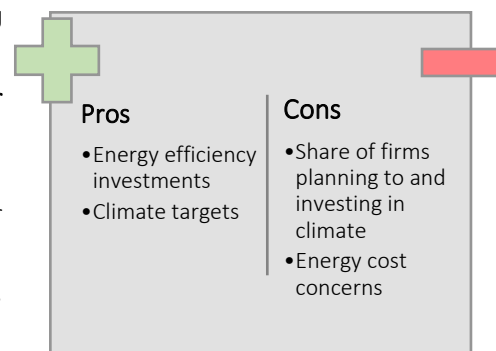 Pros
•Energy efficiency
investments
•Climate targets
Cons
•Share of firms
planning to and
investing in
climate
•Energy cost
concerns